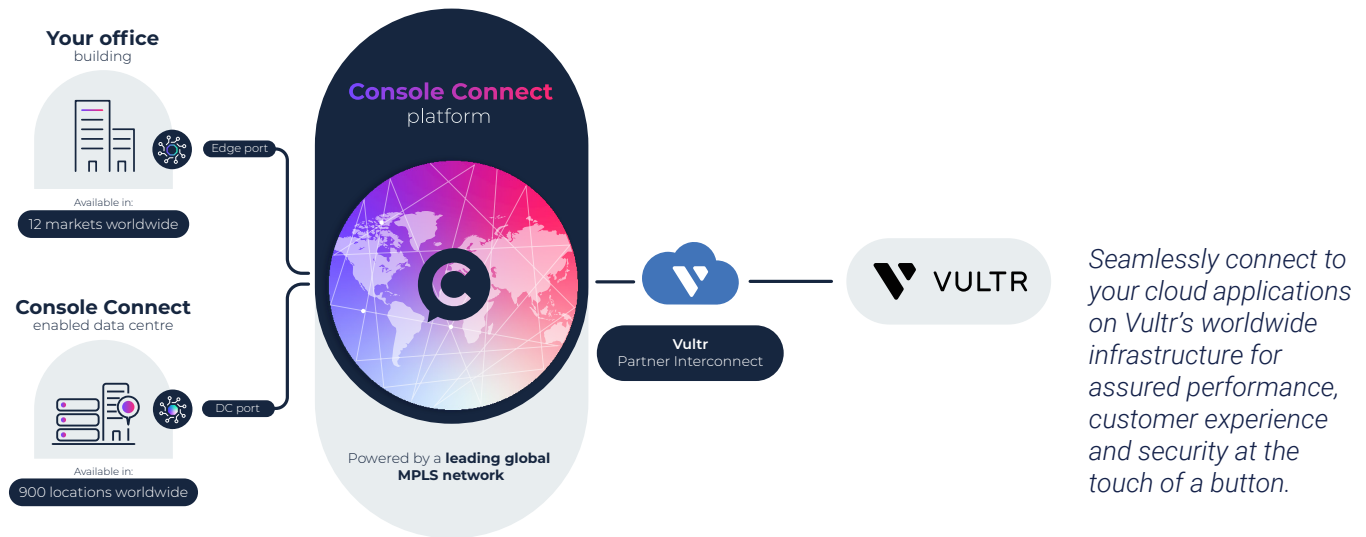 Your office
building
Edge port
Available in:
12 markets worldwide
Console Connect
enabled data centre
DC port
Available in:
900 locations worldwide
Console Connect
platform
C
Powered by a leading global
MPLS network
Vultr
Partner Interconnect
VULTR
Seamlessly connect to
your cloud applications
on Vultr’s worldwide
infrastructure for
assured performance,
customer experience
and security at the
touch of a button.